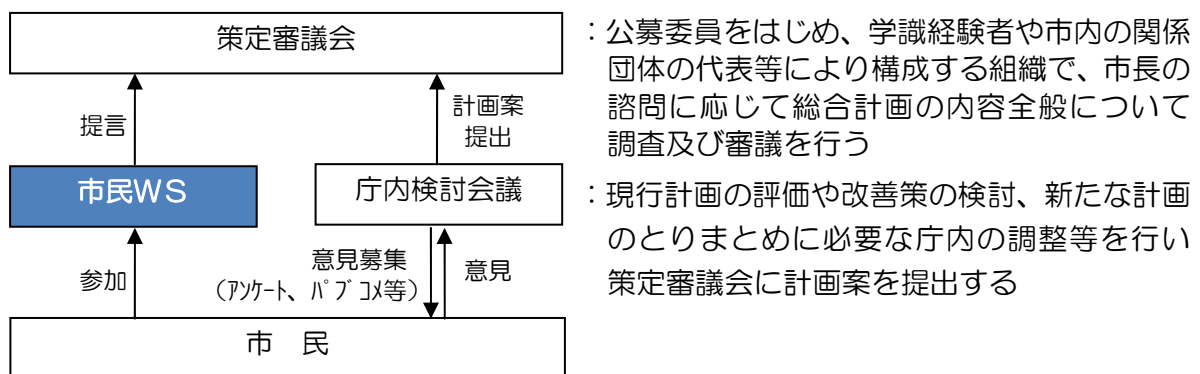 策定審議会
：公募委員をはじめ、学識経験者や市内の関係
団体の代表等により構成する組織で、市長の
諮問に応じて総合計画の内容全般について
調査及び審議を行う
提言
計画案
提出
市民WS
庁内検討会議
：現行計画の評価や改善策の検討、新たな計画
のとりまとめに必要な庁内の調整等を行い
策定審議会に計画案を提出する
参加
意見募集
（ｱﾝｹｰﾄ、ﾊﾟﾌﾞｺﾒ等）
意見
市　民